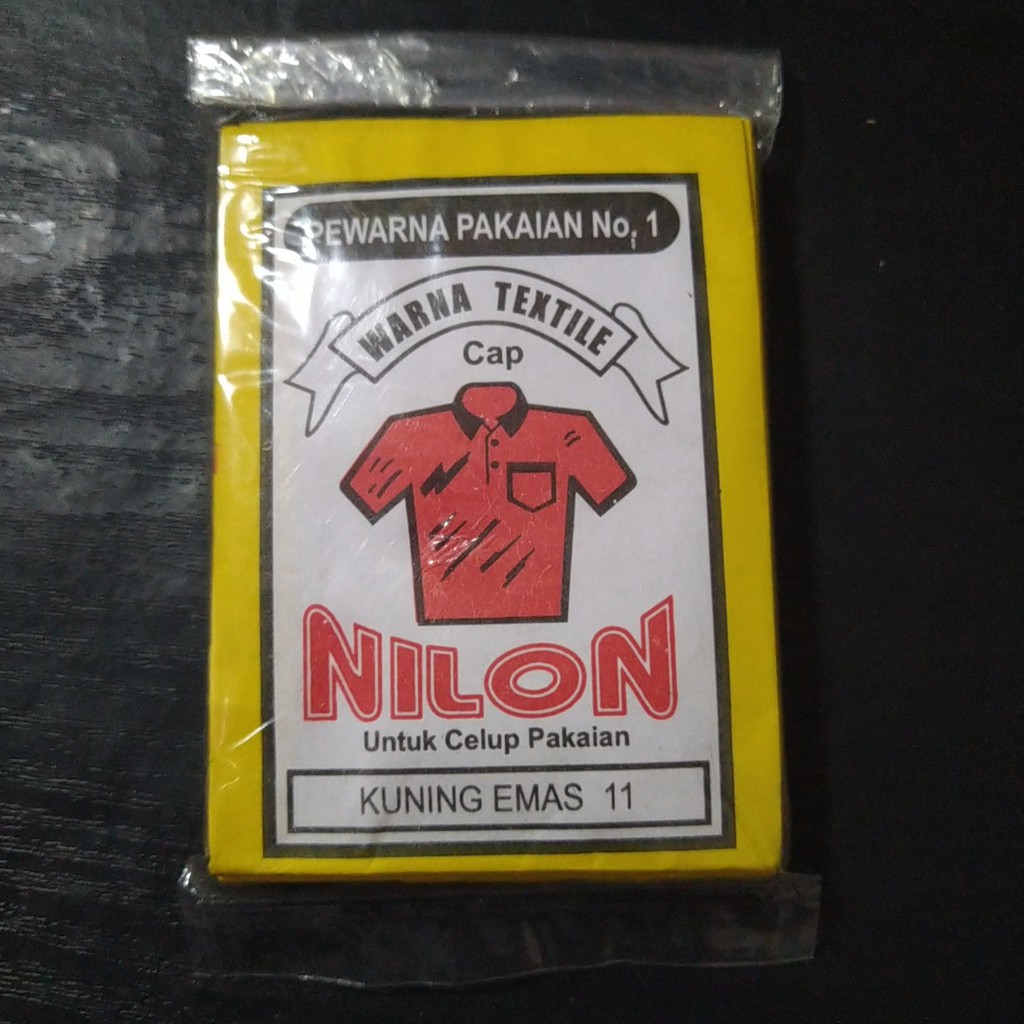 PEWARNA PAKAIAN No. 1
WARNA TEXTILE
Cap
NILON
Untuk Celup Pakaian
KUNING EMAS 11